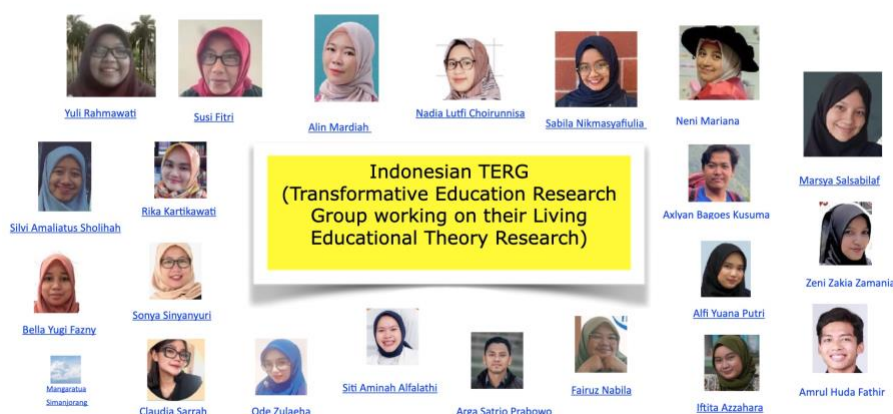 Yuli Rahmawati
Susi Fitri
Alin Mardiah
Nadia Lutfi Choirunnisa
Sabila Nikmasyafiulia
Neni Mariana
Marsya Salsabilaf
Silvi Amaliatus Sholihah
Rika Kartikawati
Indonesian TERG
(Transformative Education Research
Group working on their Living
Educational Theory Research)
Axlyan Bagoes Kusuma
Zeni Zakia Zamania
Bella Yugi Fazny
Sonya Sinyanyuri
Alfi Yuana Putri
Mangaratua
Simanjorang
Claudia Sarrah
Ode Zulaeha
Siti Aminah Alfalathi
Arga Satrio Prabowo
Fairuz Nabila
Iftita Azzahara
Amrul Huda Fathir